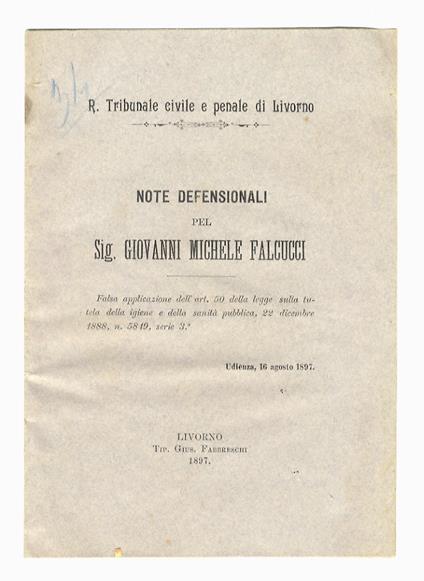 R. Tribunale civile e penale di Livorno
NOTE DEFENSIONALI
PEL
Sig. GIOVANNI MICHELE FALCUCCI
Falsa applicazione dell'art. 50 della legge sulla tu-
tela della igiene e della sanità pubblica, 22 dicembre
1888, n. 5849, serie 3.ª
Udienza, 16 agosto 1897.
LIVORNO
Tip. Gius. Fabbreschi
1897.